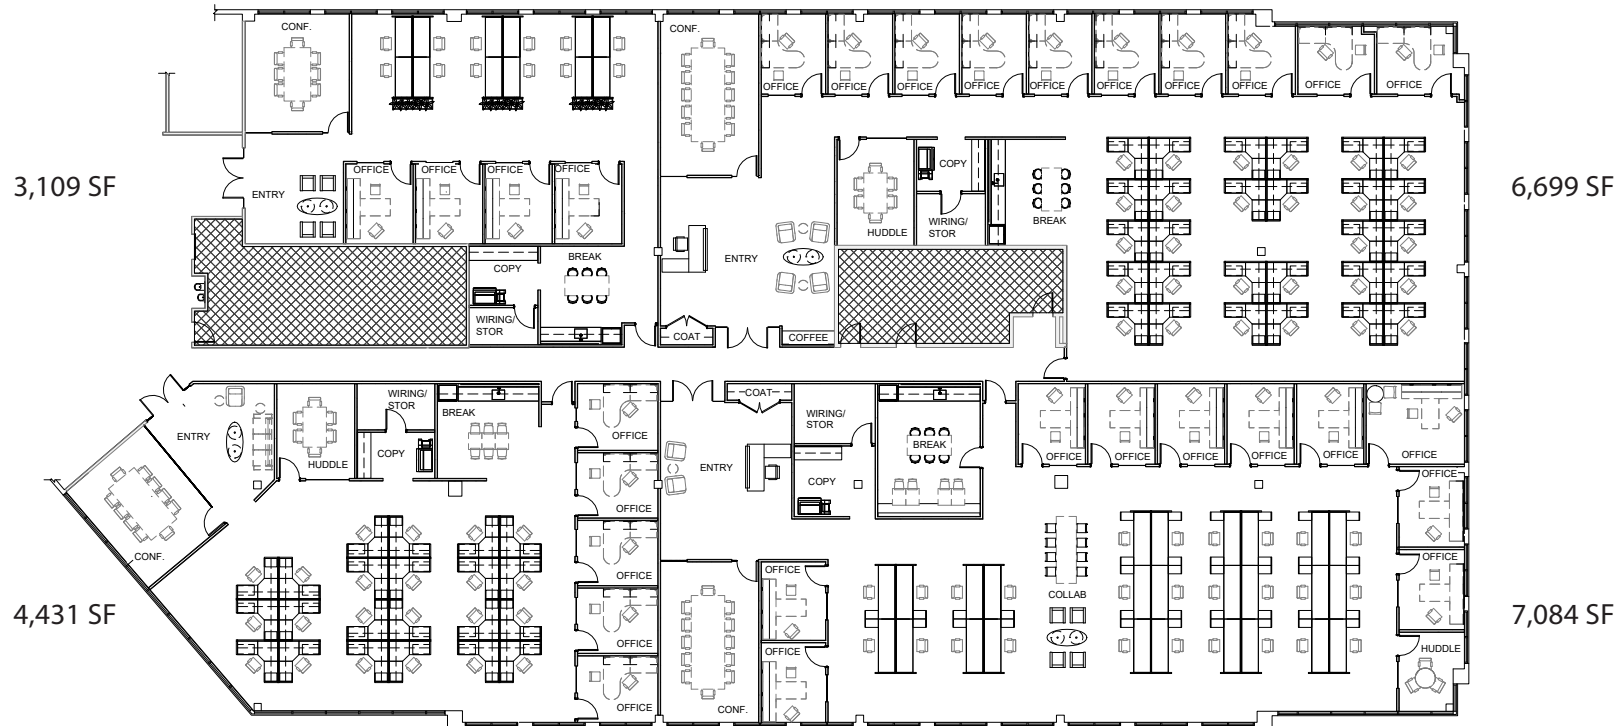 CONF.
CONF.
OFFICE
OFFICE
OFFICE
OFFICE
OFFICE
OFFICE
OFFICE
OFFICE
OFFICE
OFFICE
3,109 SF
ENTRY
OFFICE
OFFICE
OFFICE
OFFICE
COPY
BREAK
WIRING/
STOR
ENTRY
COAT
COFFEE
HUDDLE
COPY
WIRING/
STOR
BREAK
6,699 SF
ENTRY
HUDDLE
WIRING/
STOR
COPY
BREAK
CONF.
OFFICE
OFFICE
OFFICE
OFFICE
OFFICE
4,431 SF
COAT
ENTRY
WIRING/
STOR
COPY
BREAK
OFFICE
OFFICE
OFFICE
OFFICE
OFFICE
OFFICE
OFFICE
OFFICE
HUDDLE
COLLAB
OFFICE
OFFICE
CONF.
7,084 SF